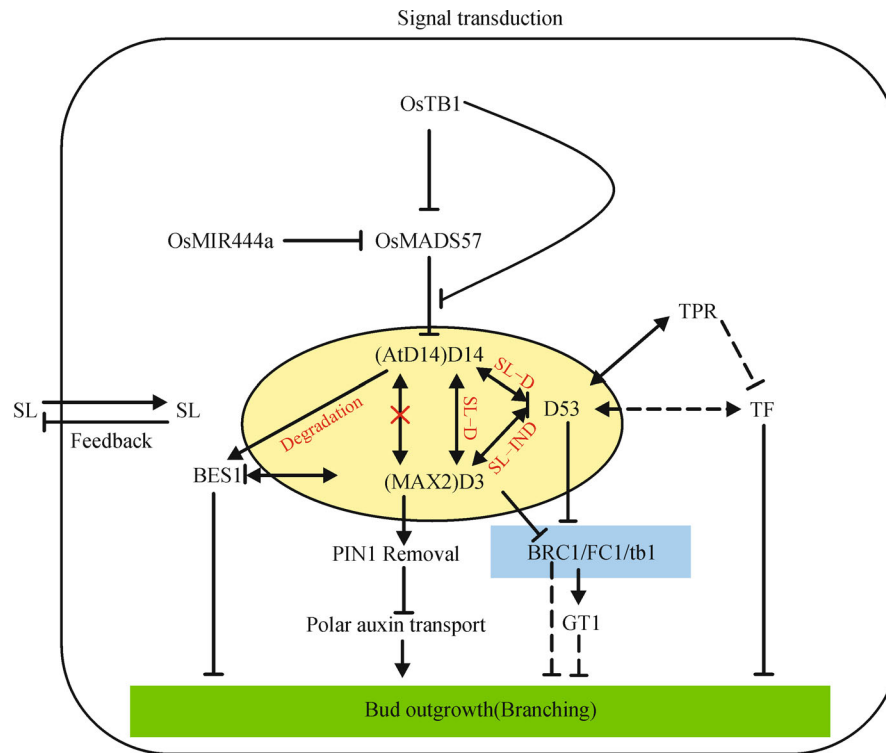 Signal transduction
OsTB1
OsMIR444a
OsMADS57
TPR
(AtD14)D14
SL-D
SL
SL
Feedback
Degradation
SL-D
D53
TF
SL-IND
BES1
(MAX2)D3
PIN1 Removal
BRC1/FC1/tb1
Polar auxin transport
GT1
Bud outgrowth(Branching)